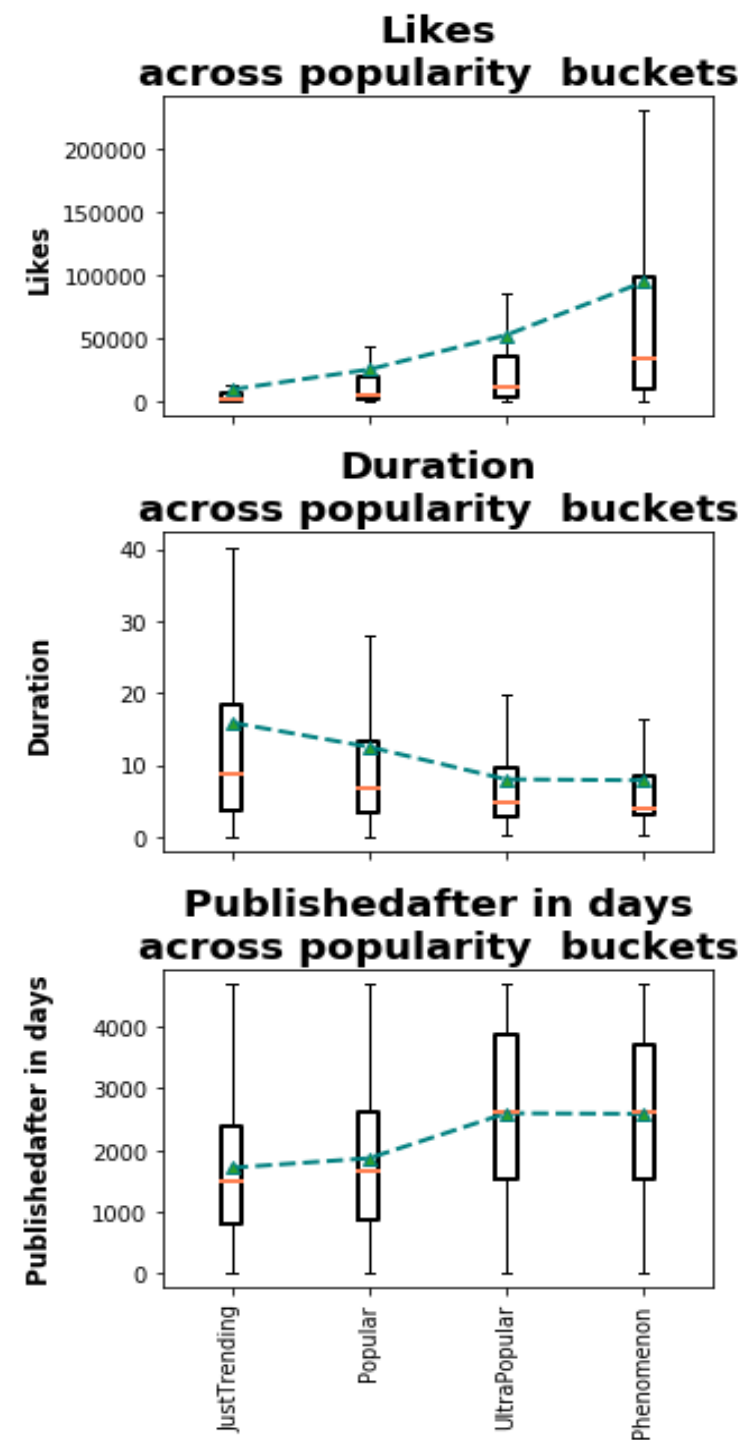 Likes
across popularity  buckets
Likes
200000
150000
100000
50000
0
Duration
across popularity  buckets
Duration
40
30
20
10
0
Publishedafter in days
across popularity  buckets
Publishedafter in days
4000
3000
2000
1000
0
JustTrending
Popular
UltraPopular
Phenomenon